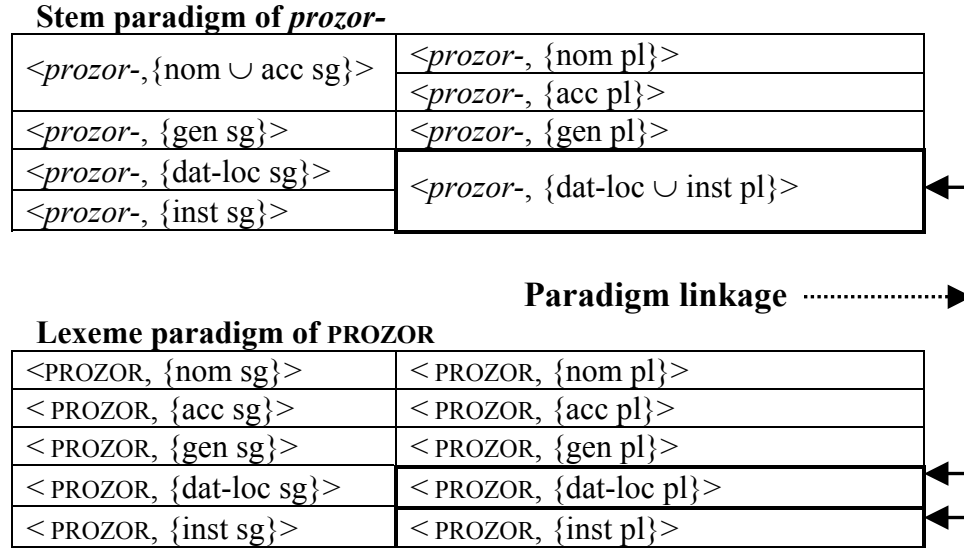 Stem paradigm of prozor-
<prozor-,{nom ∪ acc sg}> <prozor-, {nom pl}>
<prozor-, {acc pl}>
<prozor-, {gen sg}> <prozor-, {gen pl}>
<prozor-, {dat-loc sg}> <prozor-, {dat-loc ∪ inst pl}>
<prozor-, {inst sg}>
Paradigm linkage
Lexeme paradigm of PROZOR
<PROZOR, {nom sg}> < PROZOR, {nom pl}>
< PROZOR, {acc sg}> < PROZOR, {acc pl}>
< PROZOR, {gen sg}> < PROZOR, {gen pl}>
< PROZOR, {dat-loc sg}> < PROZOR, {dat-loc pl}>
< PROZOR, {inst sg}> < PROZOR, {inst pl}>